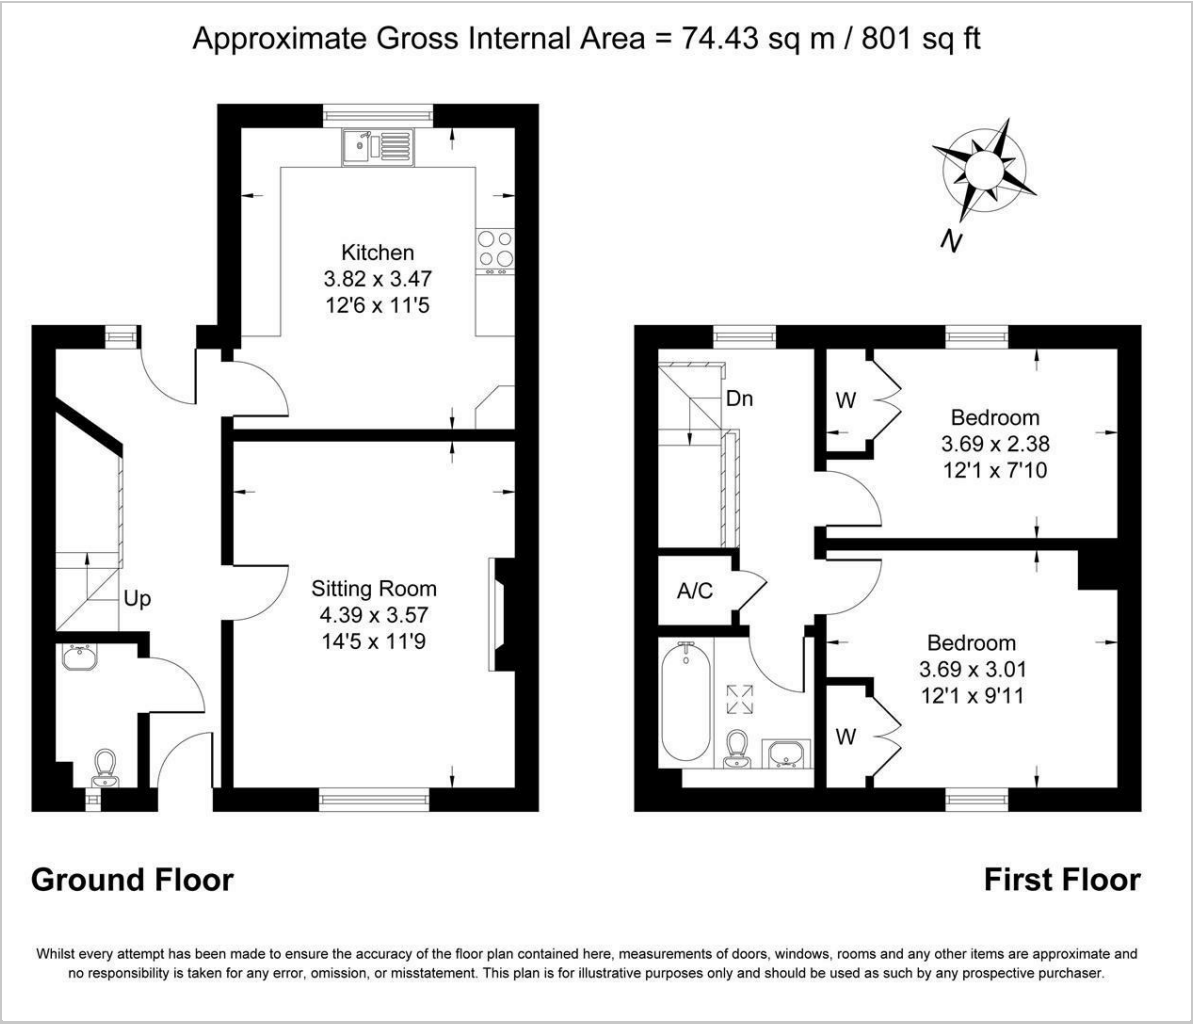 Approximate Gross Internal Area = 74.43 sq m / 801 sq ft
N
Kitchen
3.82 x 3.47
12'6 x 11'5
Sitting Room
4.39 x 3.57
14'5 x 11'9
Up
Ground Floor
Dn
W
Bedroom
3.69 x 2.38
12'1 x 7'10
A/C
Bedroom
3.69 x 3.01
12'1 x 9'11
W
First Floor
Whilst every attempt has been made to ensure the accuracy of the floor plan contained here, measurements of doors, windows, rooms and any other items are approximate and
no responsibility is taken for any error, omission, or misstatement. This plan is for illustrative purposes only and should be used as such by any prospective purchaser.